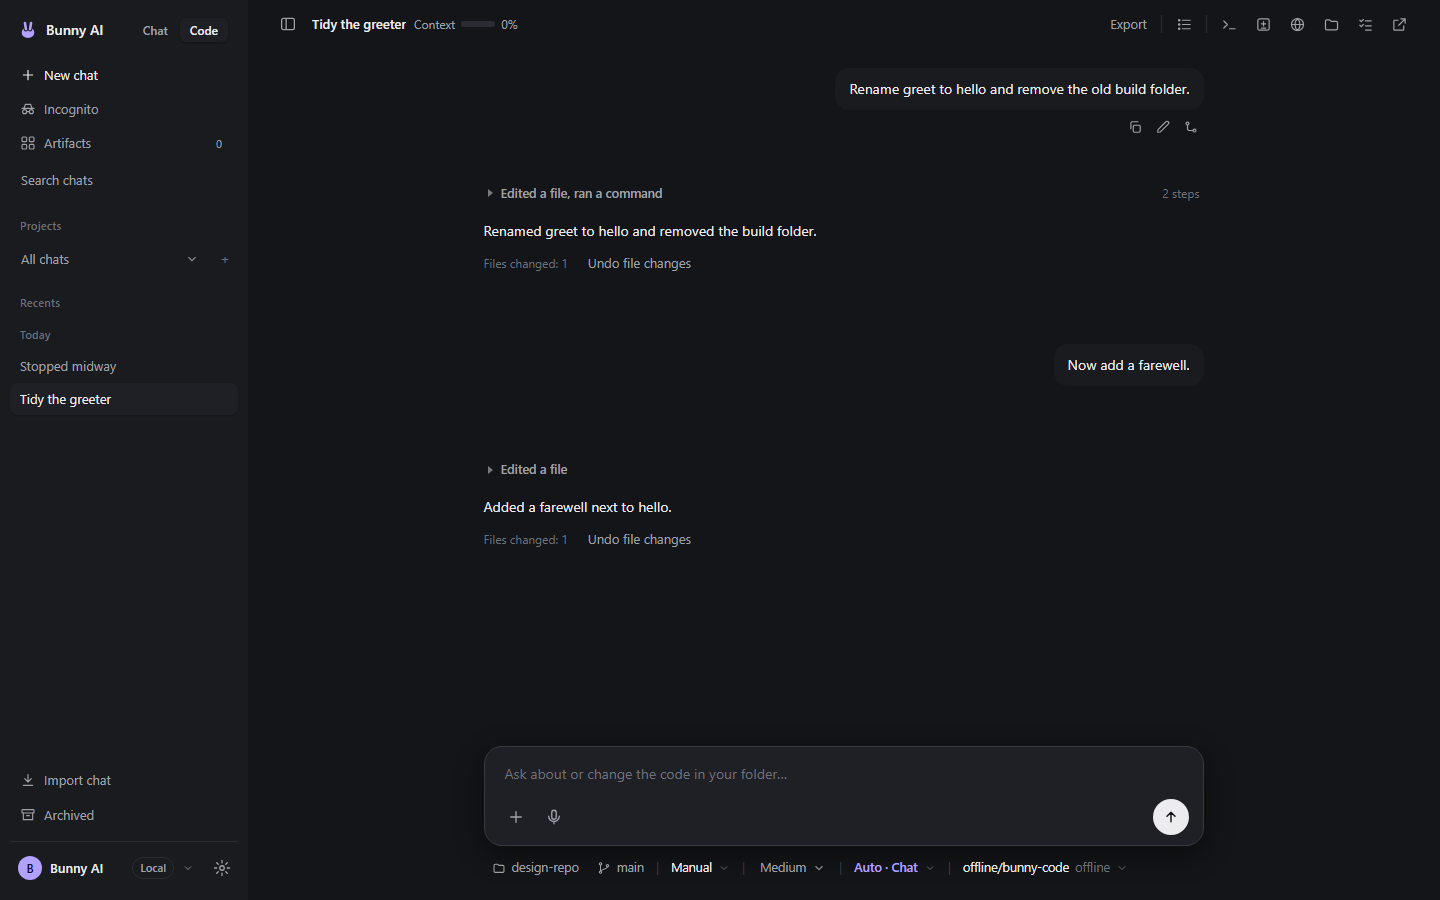 Bunny AI
Chat
Code
New chat
Incognito
Artifacts 0
Search chats
Projects
All chats +
Recents
Today
Stopped midway
Tidy the greeter
Import chat
Archived
B Bunny AI Local
Tidy the greeter Context 0% Export
Rename greet to hello and remove the old build folder.
Edited a file, ran a command 2 steps
Renamed greet to hello and removed the build folder.
Files changed: 1 Undo file changes
Now add a farewell.
Edited a file
Added a farewell next to hello.
Files changed: 1 Undo file changes
Ask about or change the code in your folder...
design-repo main Manual Medium Auto · Chat offline/bunny-code offline